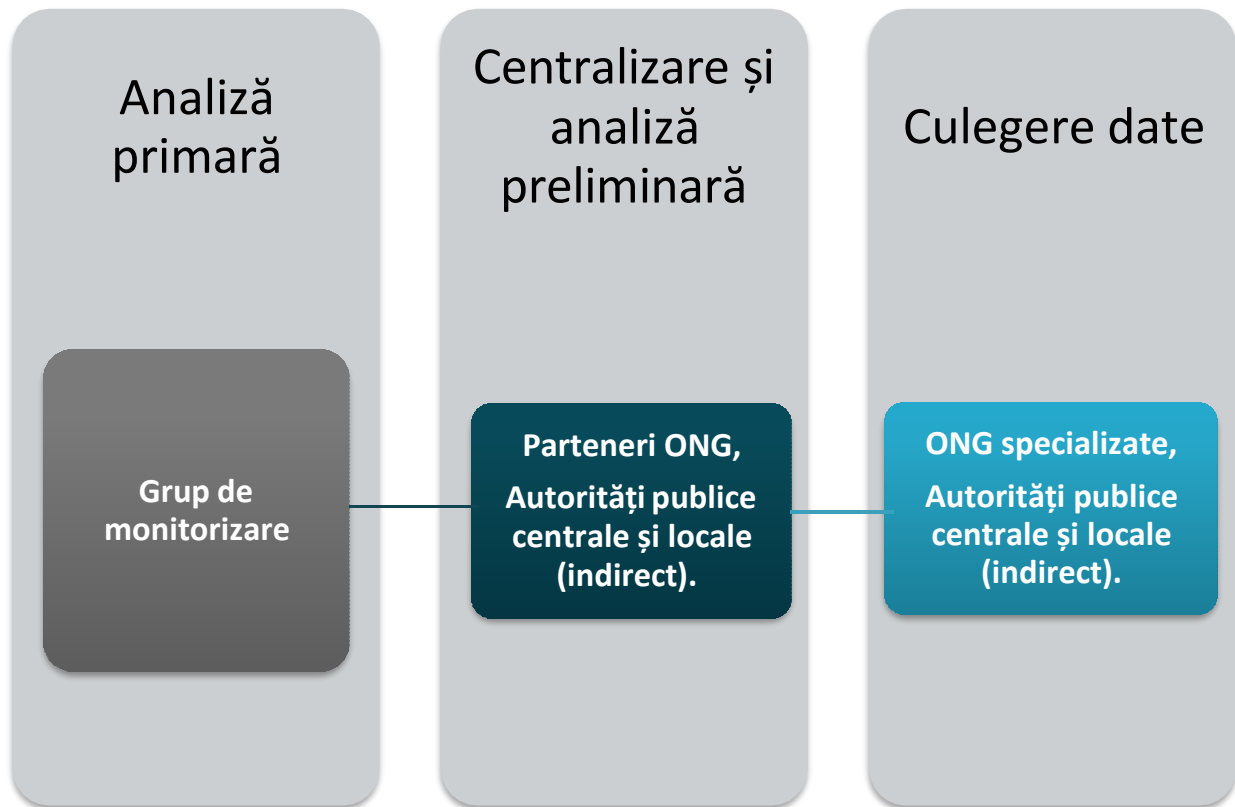 Analiză
primară
Centralizare și
analiză
preliminară
Culegere date
Grup de
monitorizare
Parteneri ONG,
Autorități publice
centrale și locale
(indirect).
ONG specializate,
Autorități publice
centrale și locale
(indirect).